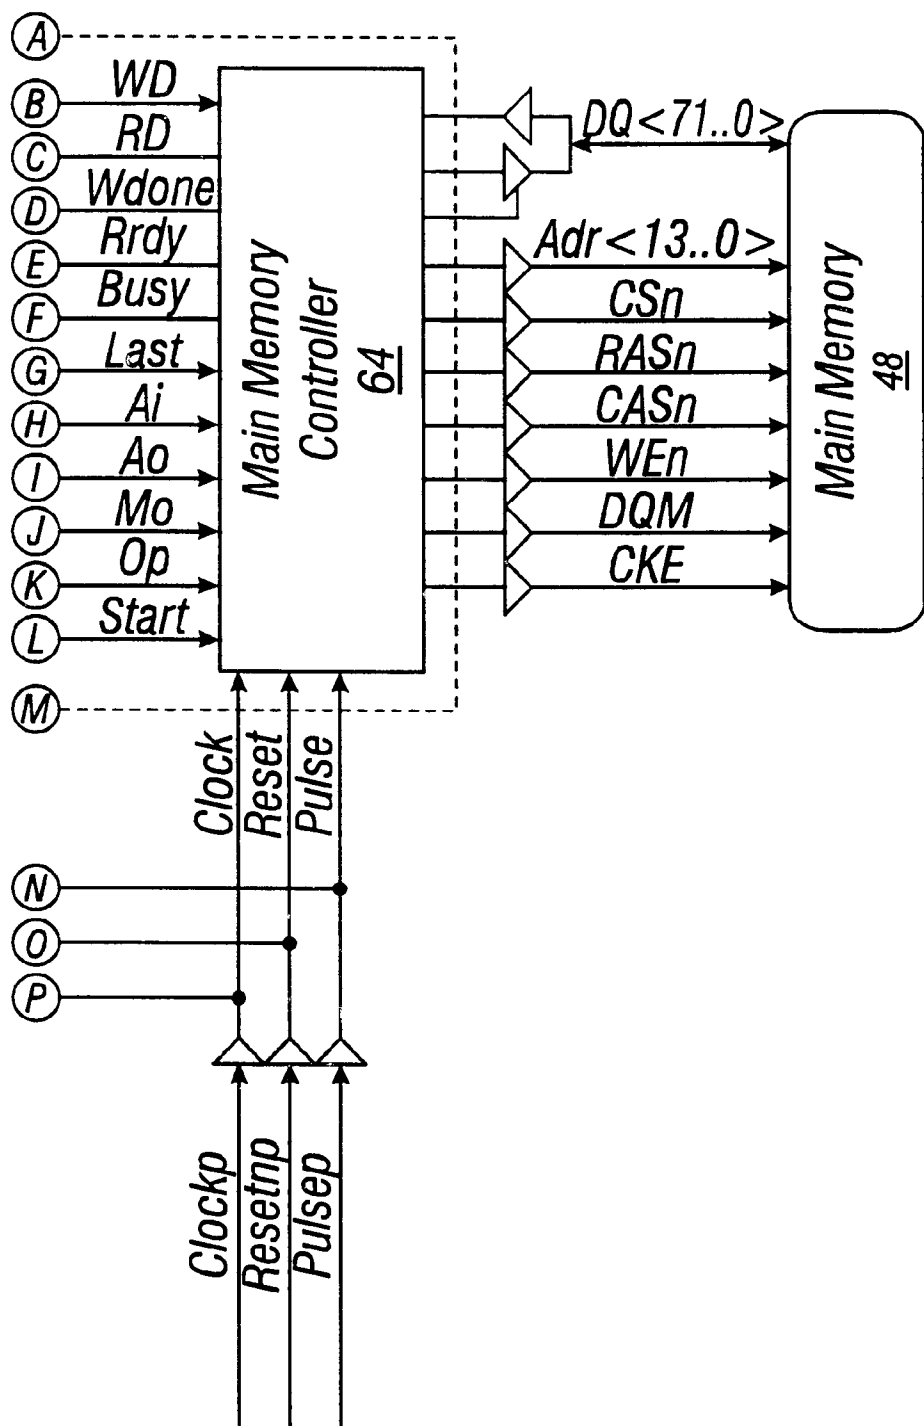 A
B WD
C RD
D Wdone
E Rrdy
F Busy
G Last
H Ai
I Ao
J Mo
K Op
L Start
M
Main Memory
Controller
64
DQ<71..0>
Adr<13..0>
CSn
RASn
CASn
WEn
DQM
CKE
Main Memory
48
Clock
Reset
Pulse
N
O
P
Clockp
Resetnp
Pulsep